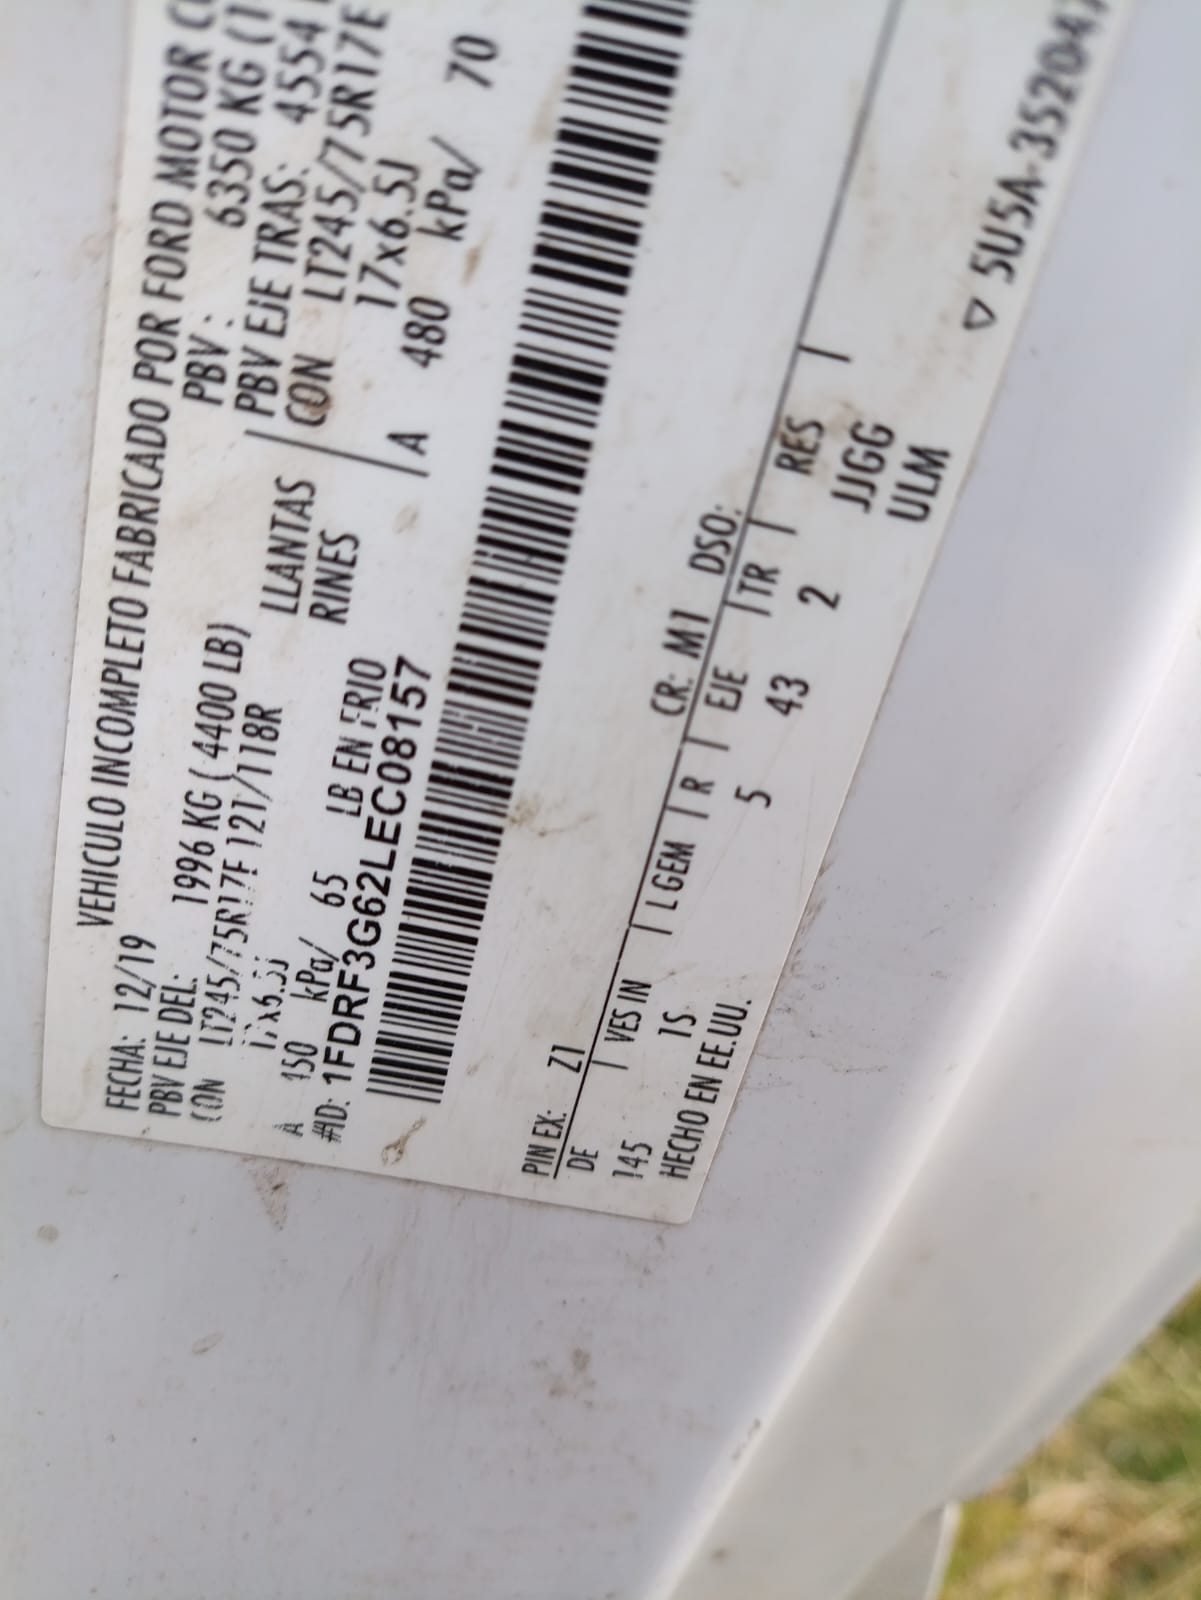 VEHICULO INCOMPLETO FABRICADO POR FORD MOTOR
FECHA: 12/19 PBV: 6350 KG
PBV EJE DEL: 1996 KG ( 4400 LB) PBV EJE TRAS: 4554
CON LT245/75R17E 121/118R LLANTAS CON LT245/75R17E
17x6.5J RINES 17x6.5J
A 150 kPa/ 65 LB EN FRIO A 480 kPa/ 70
#ID: 1FDRF3G62LEC08157
PIN EX: Z1 CR: M1 DSO:
DE VES IN LGEM R EJE TR RES
145 1S 5 43 2 JJGG
HECHO EN EE.UU. ULM
▽ 5U5A-352047